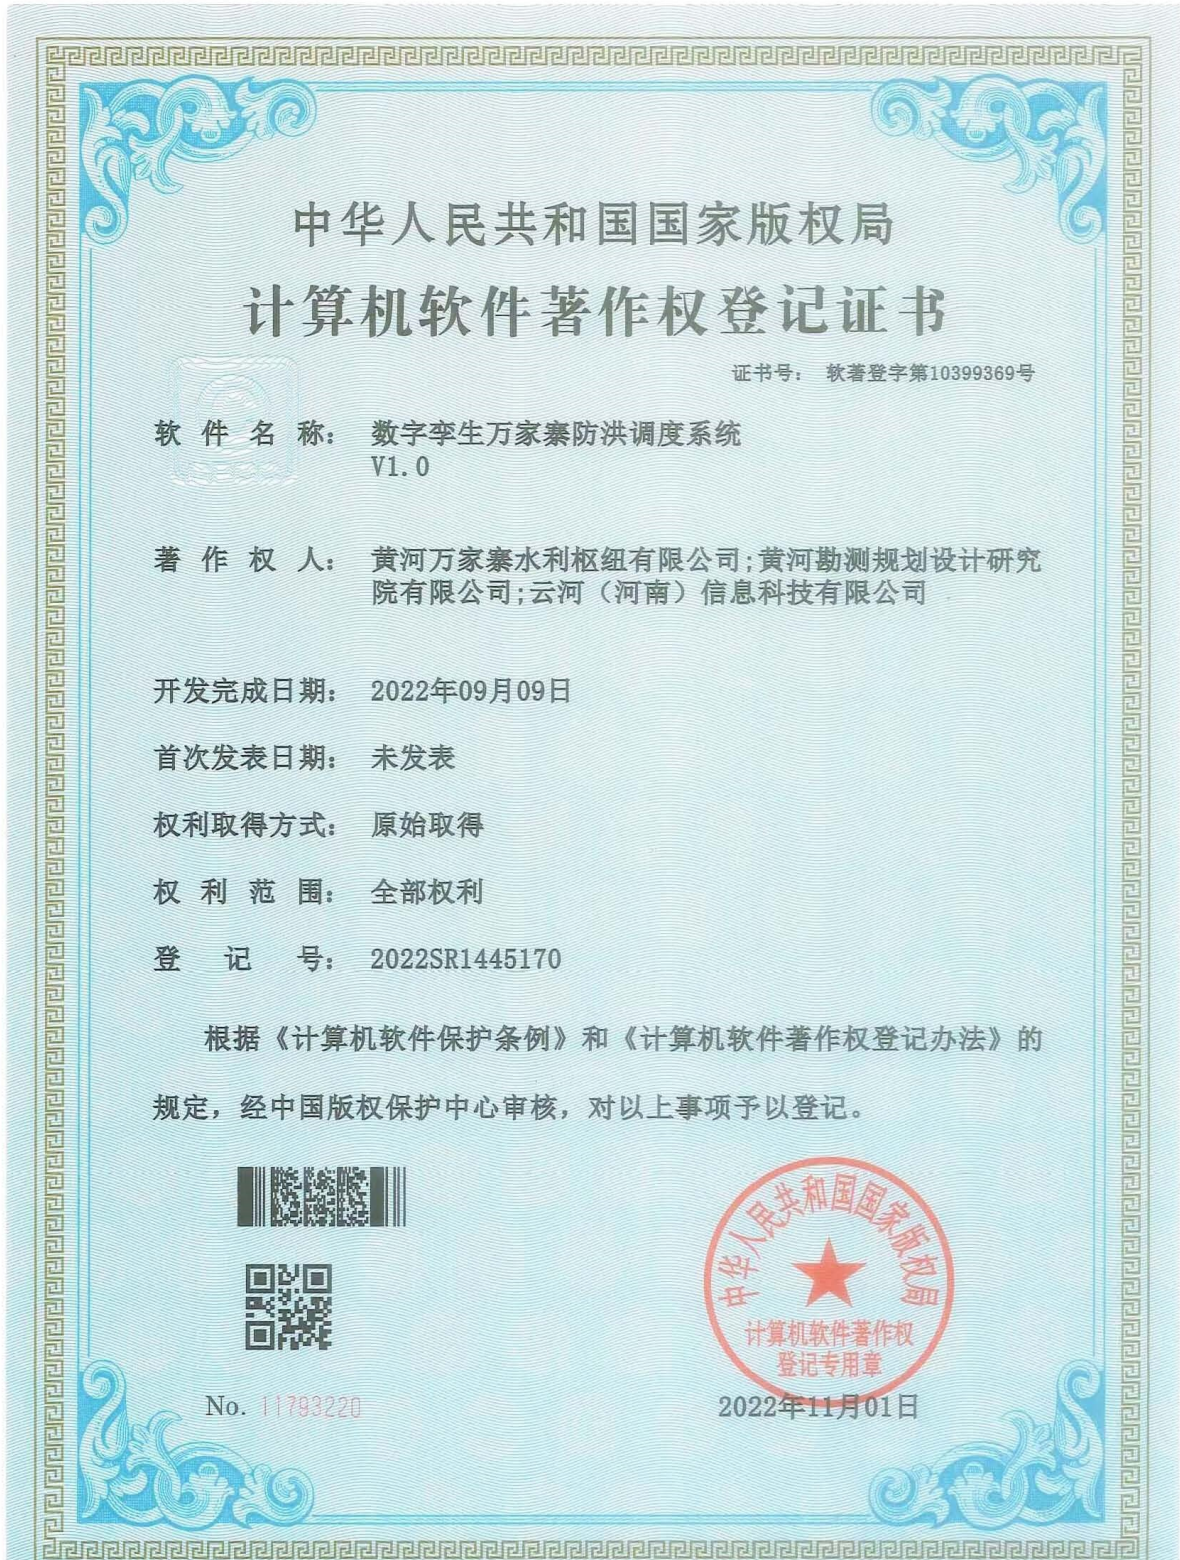 中华人民共和国国家版权局
计算机软件著作权登记证书
证书号： 软著登字第10399369号
软件名称： 数字孪生万家寨防洪调度系统
V1.0
著作权人： 黄河万家寨水利枢纽有限公司;黄河勘测规划设计研究
院有限公司;云河（河南）信息科技有限公司
开发完成日期： 2022年09月09日
首次发表日期： 未发表
权利取得方式： 原始取得
权利范围： 全部权利
登记号： 2022SR1445170
根据《计算机软件保护条例》和《计算机软件著作权登记办法》的
规定，经中国版权保护中心审核，对以上事项予以登记。
中华人民共和国国家版权局
计算机软件著作权
登记专用章
No. 11793220
2022年11月01日